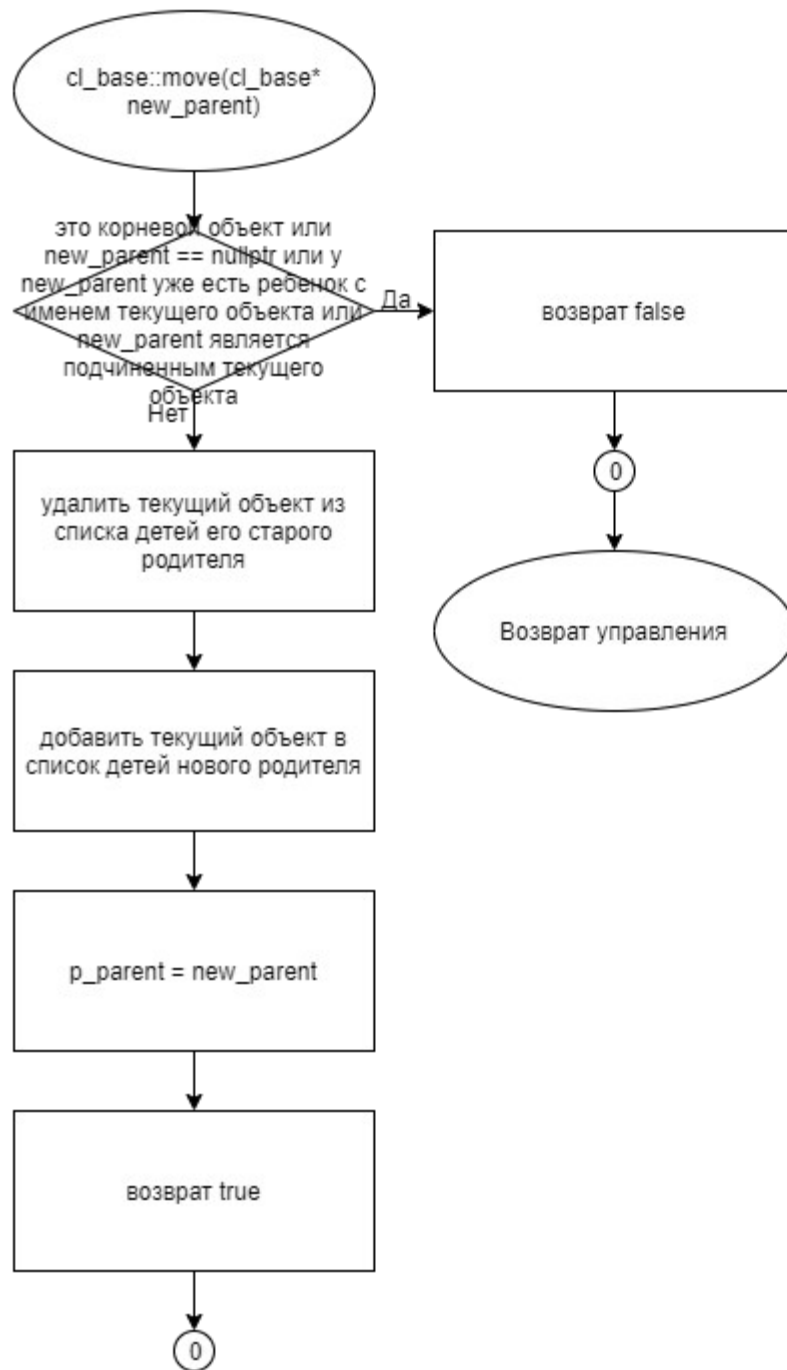 cl_base::move(cl_base*
new_parent)
это корневой объект или
new_parent == nullptr или у
new_parent уже есть ребенок с
именем текущего объекта или
new_parent является
подчиненным текущего
объекта
Да
возврат false
Нет
0
удалить текущий объект из
списка детей его старого
родителя
Возврат управления
добавить текущий объект в
список детей нового родителя
p_parent = new_parent
возврат true
0